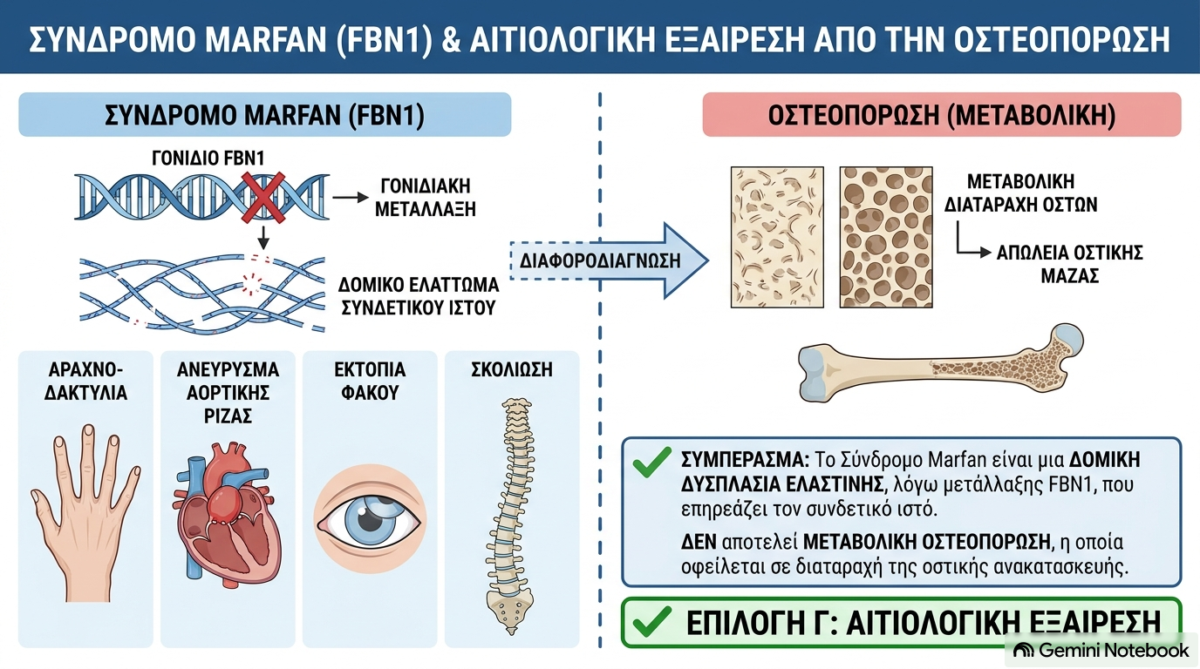 ΣΥΝΔΡΟΜΟ MARFAN (FBN1) & ΑΙΤΙΟΛΟΓΙΚΗ ΕΞΑΙΡΕΣΗ ΑΠΟ ΤΗΝ ΟΣΤΕΟΠΟΡΩΣΗ
ΣΥΝΔΡΟΜΟ MARFAN (FBN1)
ΓΟΝΙΔΙΟ FBN1
ΓΟΝΙΔΙΑΚΗ
ΜΕΤΑΛΛΑΞΗ
ΔΟΜΙΚΟ ΕΛΑΤΤΩΜΑ
ΣΥΝΔΕΤΙΚΟΥ ΙΣΤΟΥ
ΑΡΑΧΝΟ-
ΔΑΚΤΥΛΙΑ
ΑΝΕΥΡΥΣΜΑ
ΑΟΡΤΙΚΗΣ
ΡΙΖΑΣ
ΕΚΤΟΠΙΑ
ΦΑΚΟΥ
ΣΚΟΛΙΩΣΗ
ΔΙΑΦΟΡΟΔΙΑΓΝΩΣΗ
ΟΣΤΕΟΠΟΡΩΣΗ (ΜΕΤΑΒΟΛΙΚΗ)
ΜΕΤΑΒΟΛΙΚΗ
ΔΙΑΤΑΡΑΧΗ ΟΣΤΩΝ
ΑΠΩΛΕΙΑ ΟΣΤΙΚΗΣ
ΜΑΖΑΣ
ΣΥΜΠΕΡΑΣΜΑ: Το Σύνδρομο Marfan είναι μια ΔΟΜΙΚΗ
ΔΥΣΠΛΑΣΙΑ ΕΛΑΣΤΙΝΗΣ, λόγω μετάλλαξης FBN1, που
επηρεάζει τον συνδετικό ιστό.
ΔΕΝ αποτελεί ΜΕΤΑΒΟΛΙΚΗ ΟΣΤΕΟΠΟΡΩΣΗ, η οποία
οφείλεται σε διαταραχή της οστικής ανακατασκευής.
ΕΠΙΛΟΓΗ Γ: ΑΙΤΙΟΛΟΓΙΚΗ ΕΞΑΙΡΕΣΗ
Gemini Notebook